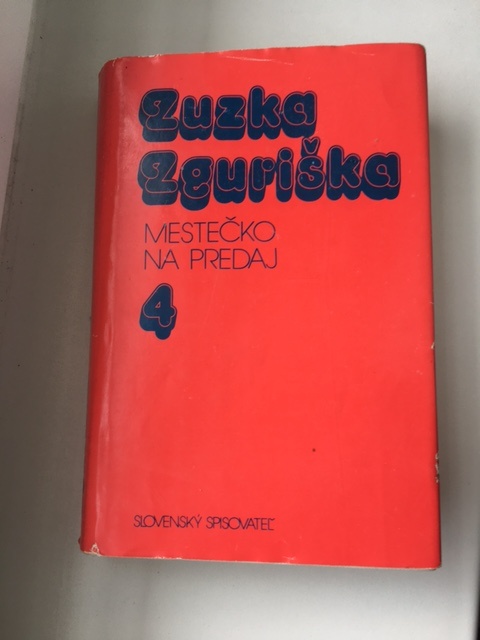 Zuzka
Zguriška
MESTEČKO
NA PREDAJ
4
SLOVENSKÝ SPISOVATEĽ